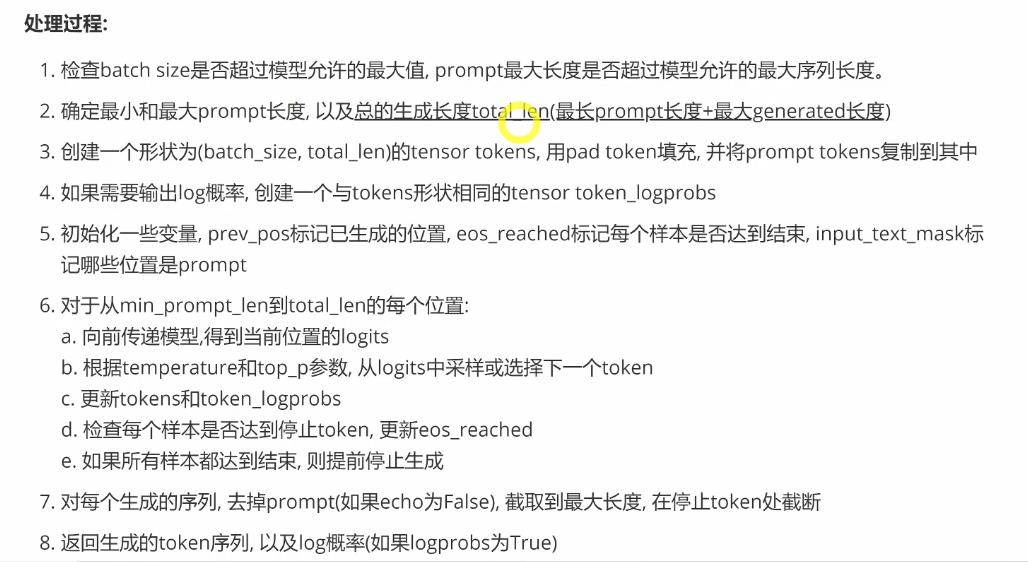 处理过程:
1. 检查batch size是否超过模型允许的最大值, prompt最大长度是否超过模型允许的最大序列长度。
2. 确定最小和最大prompt长度, 以及总的生成长度total_len(最长prompt长度+最大generated长度)
3. 创建一个形状为(batch_size, total_len)的tensor tokens, 用pad token填充, 并将prompt tokens复制到其中
4. 如果需要输出log概率, 创建一个与tokens形状相同的tensor token_logprobs
5. 初始化一些变量, prev_pos标记已生成的位置, eos_reached标记每个样本是否达到结束, input_text_mask标
记哪些位置是prompt
6. 对于从min_prompt_len到total_len的每个位置:
a. 向前传递模型,得到当前位置的logits
b. 根据temperature和top_p参数, 从logits中采样或选择下一个token
c. 更新tokens和token_logprobs
d. 检查每个样本是否达到停止token, 更新eos_reached
e. 如果所有样本都达到结束, 则提前停止生成
7. 对每个生成的序列, 去掉prompt(如果echo为False), 截取到最大长度, 在停止token处截断
8. 返回生成的token序列, 以及log概率(如果logprobs为True)